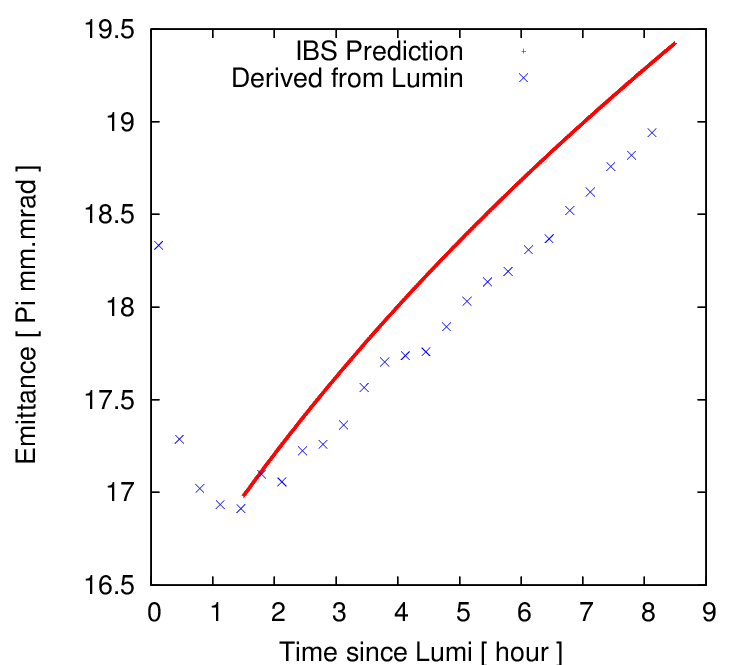 19.5
19
18.5
18
17.5
17
16.5
Emittance [ Pi mm.mrad ]
IBS Prediction
Derived from Lumin
0 1 2 3 4 5 6 7 8 9
Time since Lumi [ hour ]